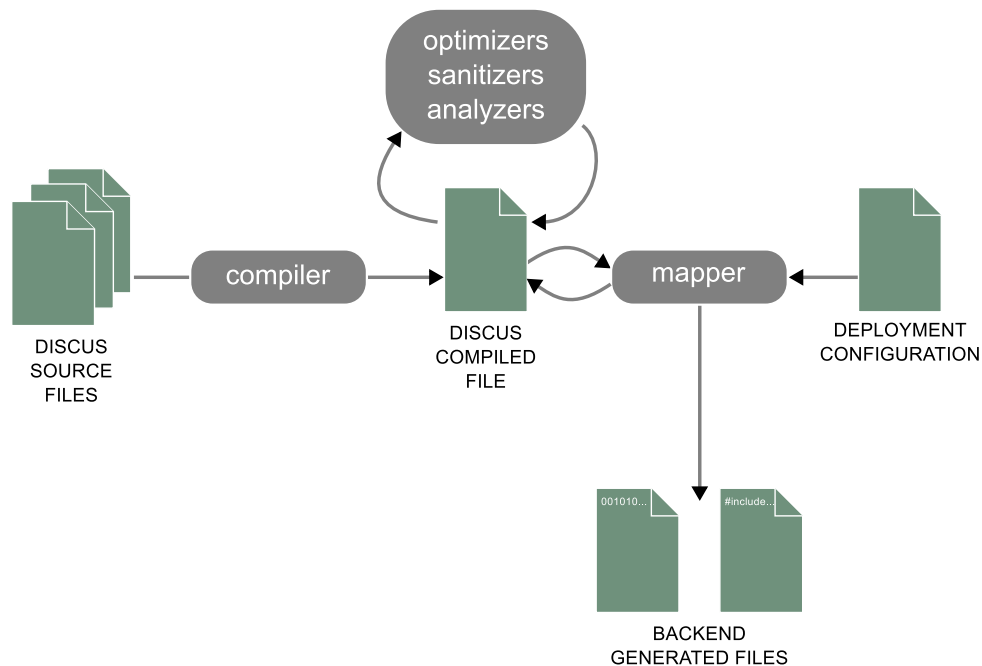 optimizers
sanitizers
analyzers
compiler
mapper
DISCUS
SOURCE
FILES
DISCUS
COMPILED
FILE
DEPLOYMENT
CONFIGURATION
001010...
#include...
BACKEND
GENERATED FILES